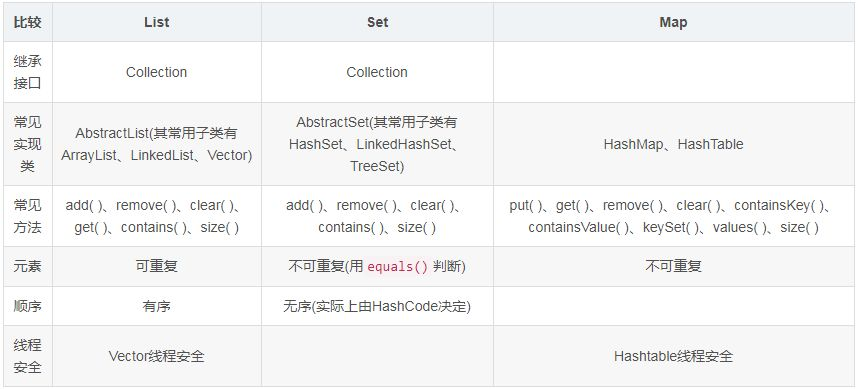 比较 List Set Map
继承
接口
Collection Collection
常见
实现
类
AbstractList(其常用子类有
ArrayList、LinkedList、Vector)
AbstractSet(其常用子类有
HashSet、LinkedHashSet、
TreeSet)
HashMap、HashTable
常见
方法
add( )、remove( )、clear( )、
get( )、contains( )、size( )
add( )、remove( )、clear( )、
contains( )、size( )
put( )、get( )、remove( )、clear( )、containsKey( )、
containsValue( )、keySet( )、values( )、size( )
元素 可重复 不可重复(用 equals() 判断) 不可重复
顺序 有序 无序(实际上由HashCode决定)
线程
安全
Vector线程安全 Hashtable线程安全